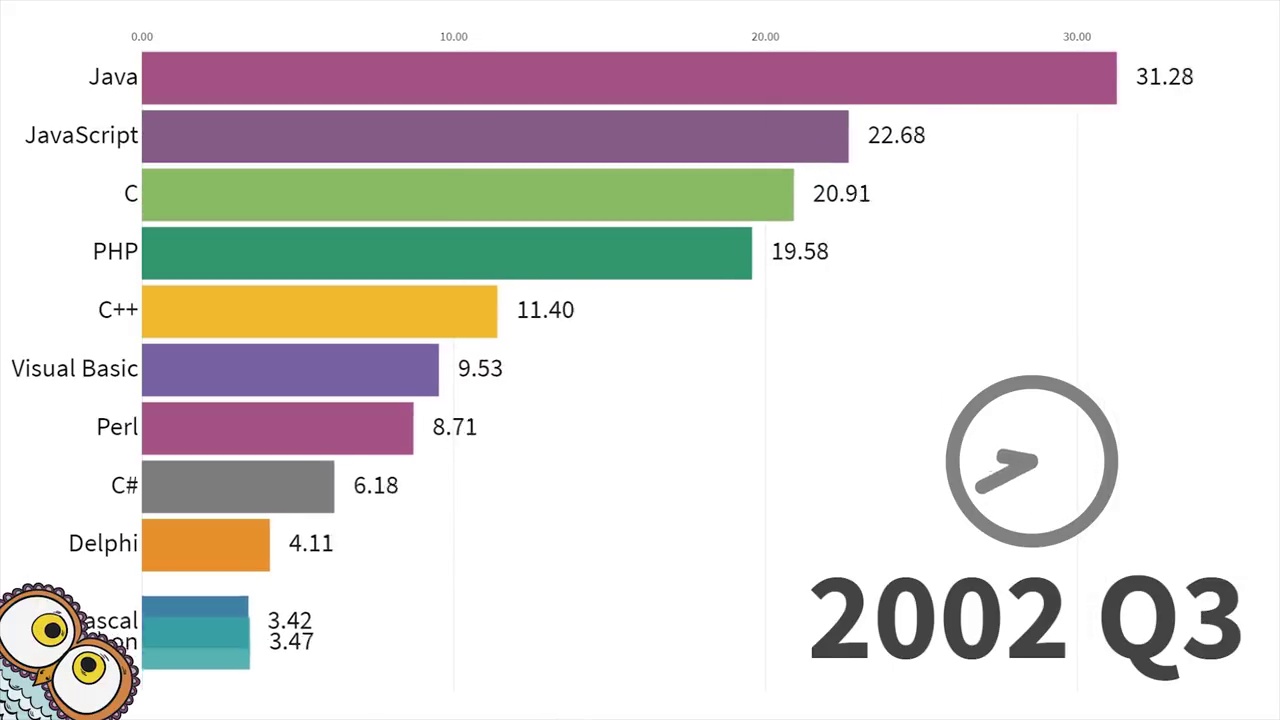 0.00 10.00 20.00 30.00
Java 31.28
JavaScript 22.68
C 20.91
PHP 19.58
C++ 11.40
Visual Basic 9.53
Perl 8.71
C# 6.18
Delphi 4.11
3.42
3.47
2002 Q3